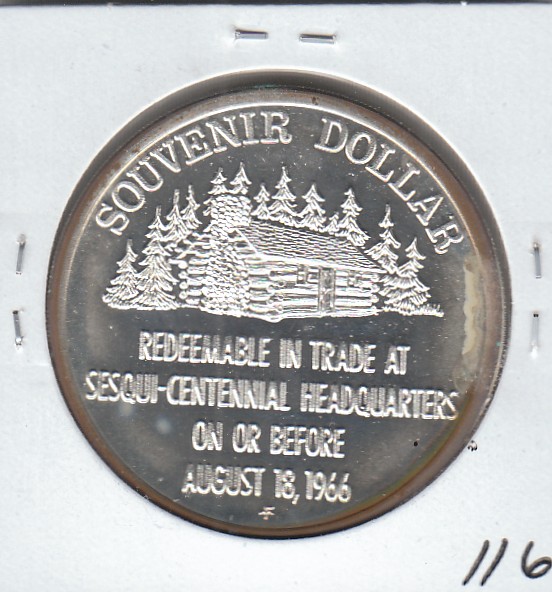 SOUVENIR DOLLAR
REDEEMABLE IN TRADE AT
SESQUI-CENTENNIAL HEADQUARTERS
ON OR BEFORE
AUGUST 18, 1966
116